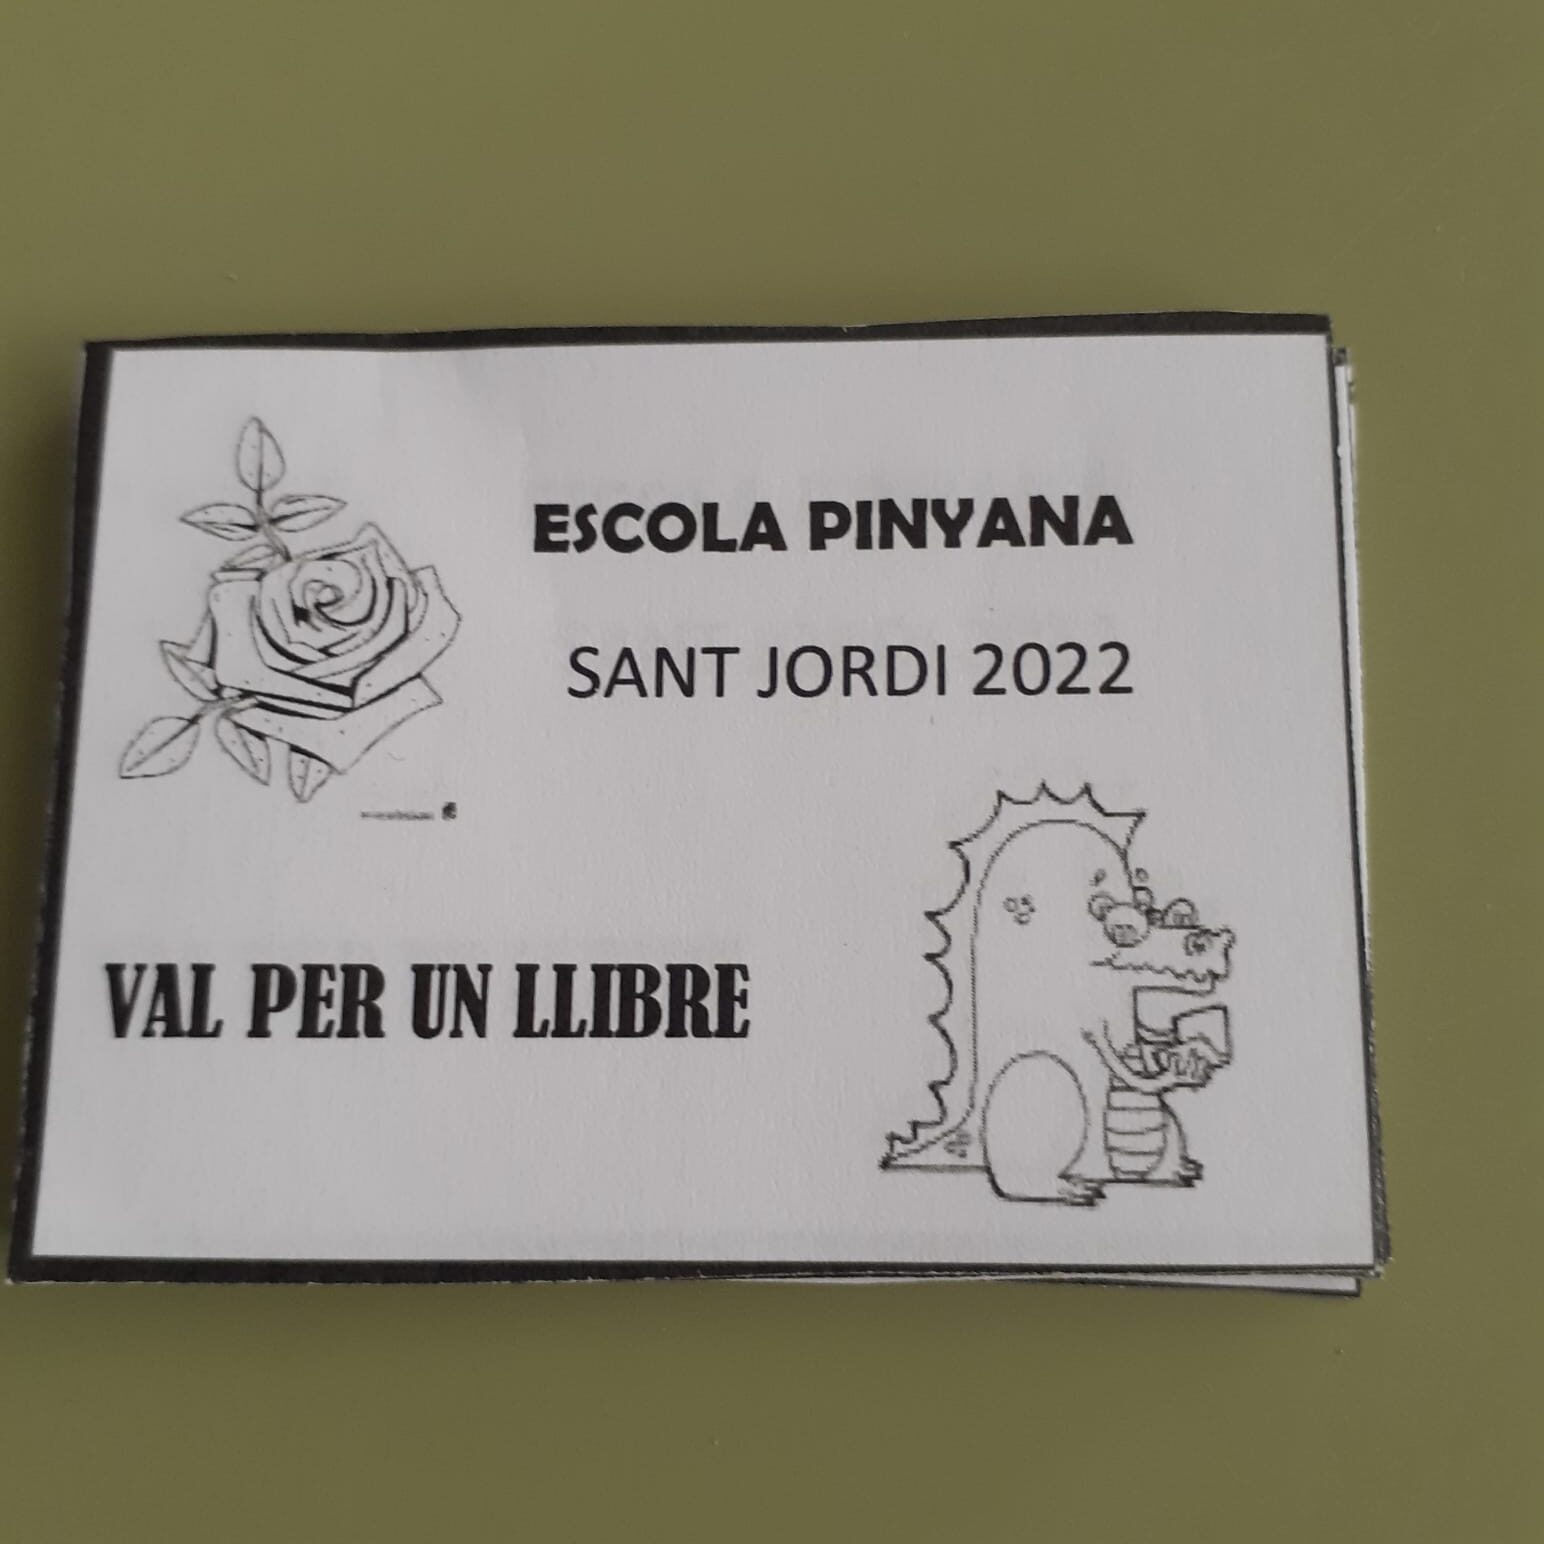 ESCOLA PINYANA
SANT JORDI 2022
VAL PER UN LLIBRE